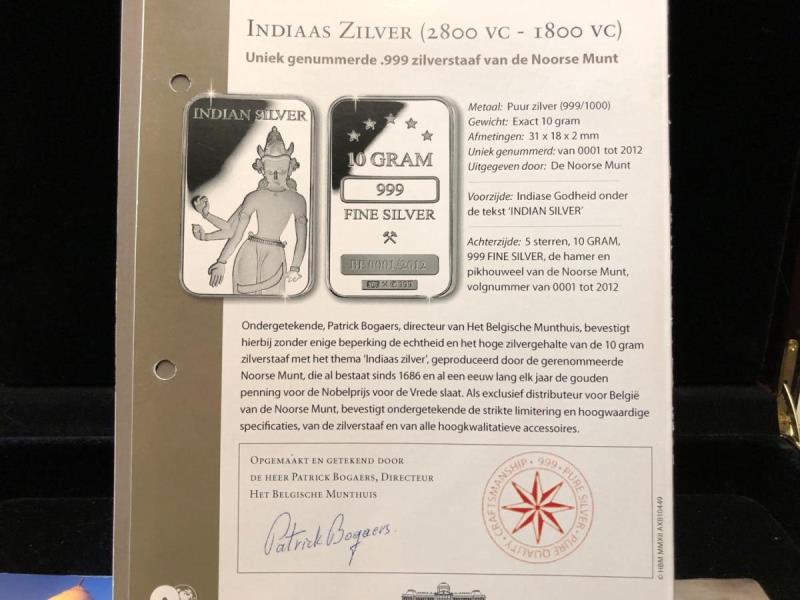 INDIAAS ZILVER (2800 VC - 1800 VC)
Uniek genummerde .999 zilverstaaf van de Noorse Munt
INDIAN SILVER
10 GRAM
999
FINE SILVER
BE0001/2012
Metaal: Puur zilver (999/1000)
Gewicht: Exact 10 gram
Afmetingen: 31 x 18 x 2 mm
Uniek genummerd: van 0001 tot 2012
Uitgegeven door: De Noorse Munt
Voorzijde: Indiase Godheid onder
de tekst ‘INDIAN SILVER’
Achterzijde: 5 sterren, 10 GRAM,
999 FINE SILVER, de hamer en
pikhouweel van de Noorse Munt,
volgnummer van 0001 tot 2012
Ondergetekende, Patrick Bogaers, directeur van Het Belgische Munthuis, bevestigt
hierbij zonder enige beperking de echtheid en het hoge zilvergehalte van de 10 gram
zilverstaaf met het thema ‘Indiaas zilver’, geproduceerd door de gerenommeerde
Noorse Munt, die al bestaat sinds 1686 en al een eeuw lang elk jaar de gouden
penning voor de Nobelprijs voor de Vrede slaat. Als exclusief distributeur voor België
van de Noorse Munt, bevestigt ondergetekende de strikte limitering en hoogwaardige
specificaties, van de zilverstaaf en van alle hoogkwalitatieve accessoires.
OPGEMAAKT EN GETEKEND DOOR
DE HEER PATRICK BOGAERS, DIRECTEUR
HET BELGISCHE MUNTHUIS
Patrick Bogaers.
CRAFTSMANSHIP · 999 · PURE SILVER · PURE QUALITY ·
© HBM MMXII AXB10449